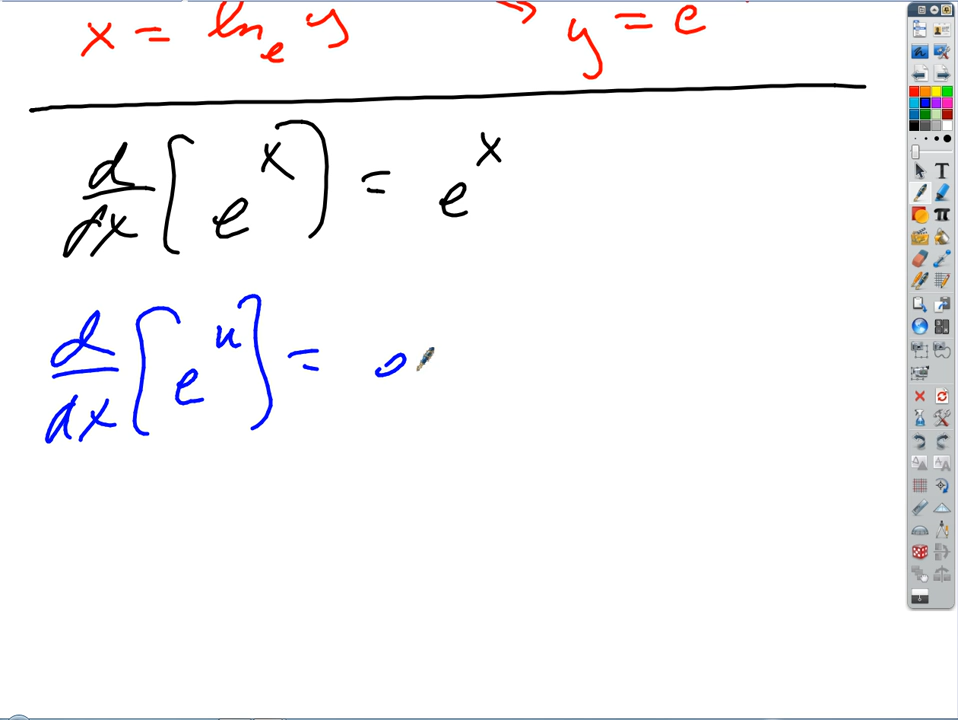 x = ln_e y → y = e
d/dx [e^x] = e^x
d/dx [e^u] =